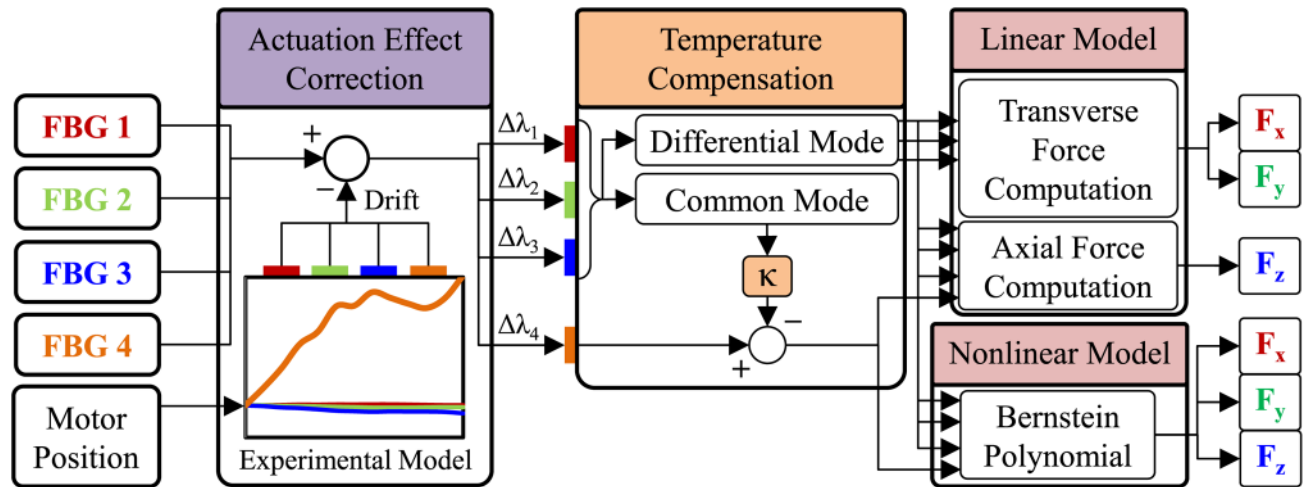 Actuation Effect
Correction
Temperature
Compensation
Linear Model
FBG 1
FBG 2
FBG 3
FBG 4
Motor
Position
+
−
Drift
Experimental Model
Δλ1
Δλ2
Δλ3
Δλ4
Differential Mode
Common Mode
κ
−
+
Transverse
Force
Computation
Axial Force
Computation
Nonlinear Model
Bernstein
Polynomial
Fx
Fy
Fz
Fx
Fy
Fz